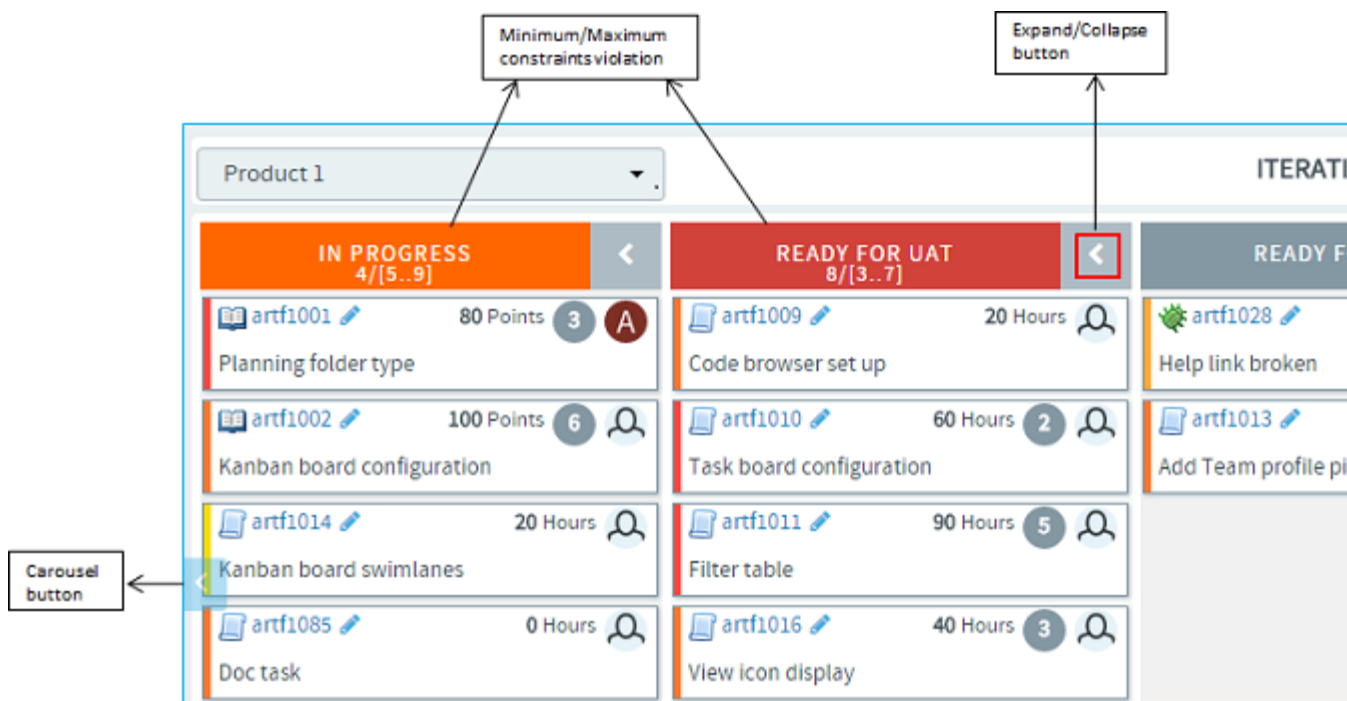 Minimum/Maximum
constraints violation
Expand/Collapse
button
Product 1
ITERATI
IN PROGRESS
4/[5..9]
READY FOR UAT
8/[3..7]
READY F
artf1001 80 Points 3 A
Planning folder type
artf1002 100 Points 6
Kanban board configuration
artf1014 20 Hours
Kanban board swimlanes
artf1085 0 Hours
Doc task
artf1009 20 Hours
Code browser set up
artf1010 60 Hours 2
Task board configuration
artf1011 90 Hours 5
Filter table
artf1016 40 Hours 3
View icon display
artf1028
Help link broken
artf1013
Add Team profile pi
Carousel
button